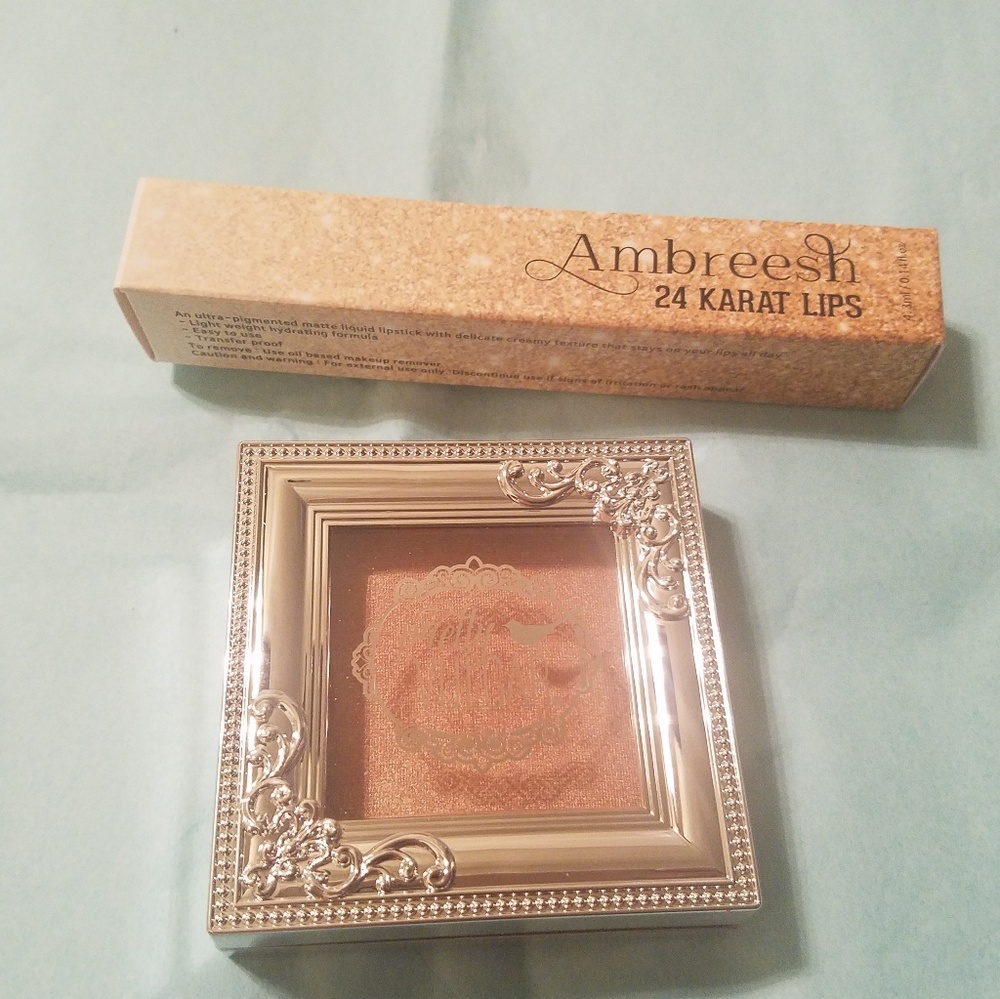 Ambreesh
24 KARAT LIPS
An ultra-pigmented matte liquid lipstick with delicate creamy texture that stays on your lips all day
- Light weight hydrating formula
- Easy to use
- Transfer proof
To remove : Use oil based makeup remover
Caution and warning : For external use only. Discontinue use if signs of irritation or rash appear